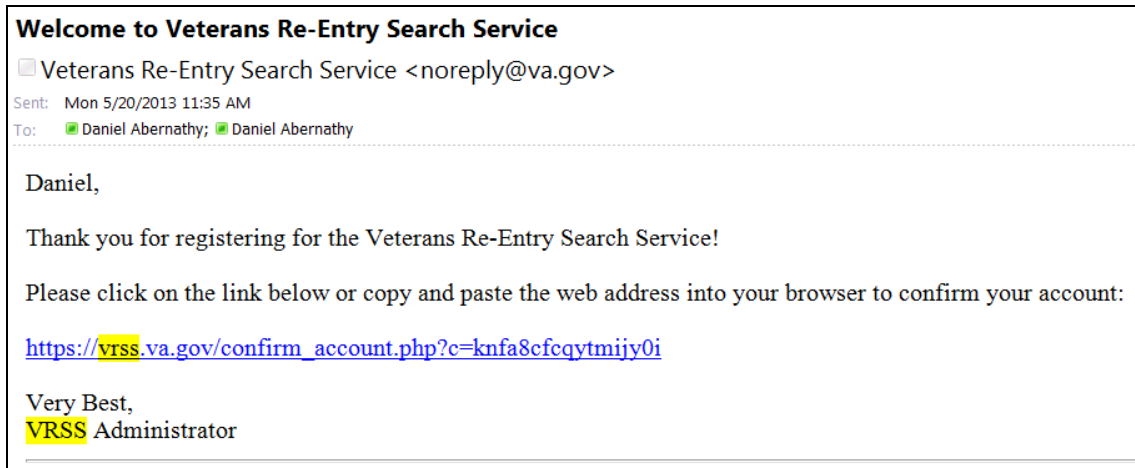 Welcome to Veterans Re-Entry Search Service
Veterans Re-Entry Search Service <noreply@va.gov>
Sent: Mon 5/20/2013 11:35 AM
To: Daniel Abernathy; Daniel Abernathy
Daniel,
Thank you for registering for the Veterans Re-Entry Search Service!
Please click on the link below or copy and paste the web address into your browser to confirm your account:
https://vrss.va.gov/confirm_account.php?c=knfa8cfcqytmijy0i
Very Best,
VRSS Administrator